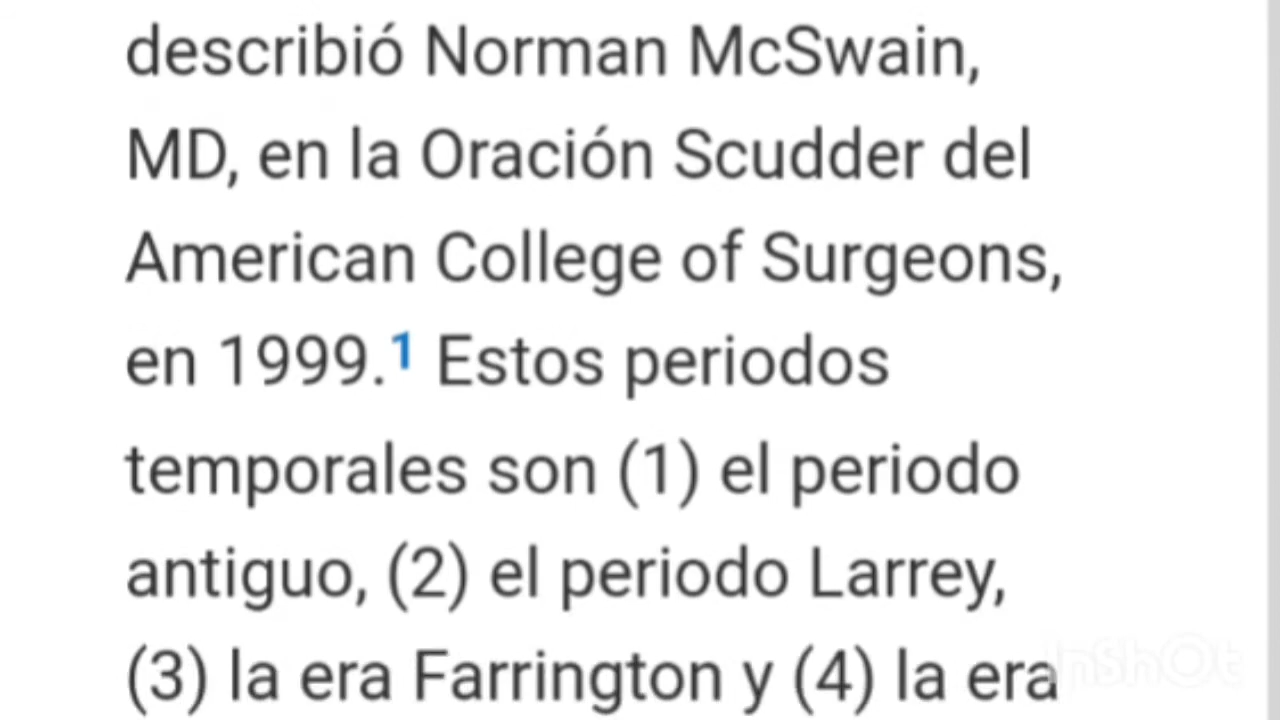 describió Norman McSwain,
MD, en la Oración Scudder del
American College of Surgeons,
en 1999.1 Estos periodos
temporales son (1) el periodo
antiguo, (2) el periodo Larrey,
(3) la era Farrington y (4) la era
InShOt